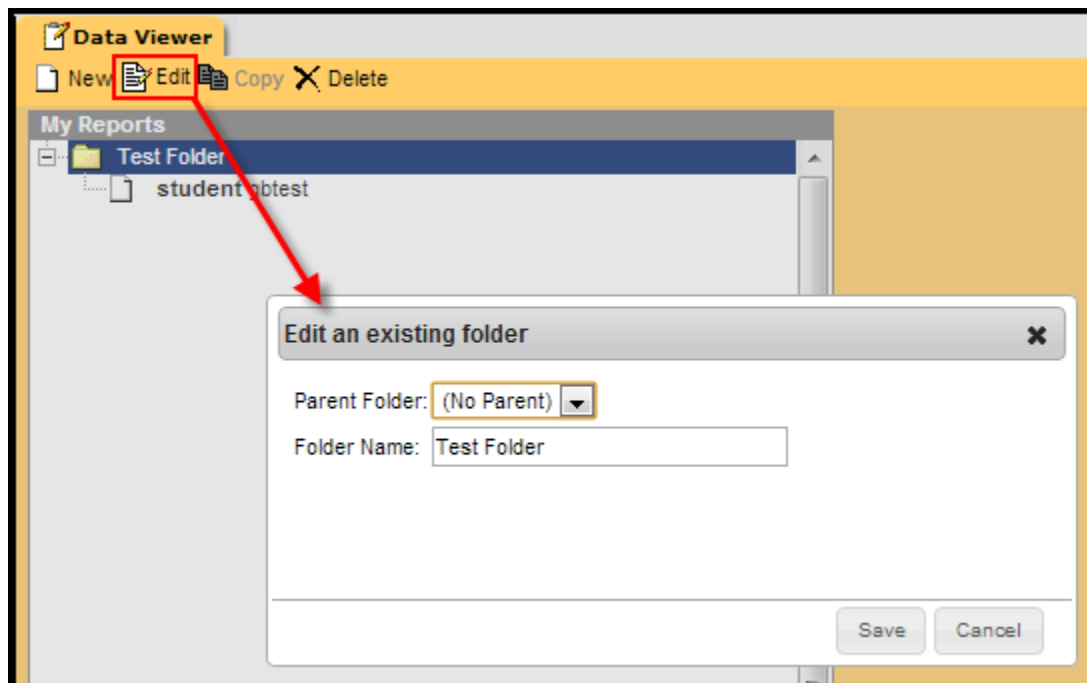 Data Viewer
New Edit Copy Delete
My Reports
Test Folder
student pbtest
Edit an existing folder
Parent Folder: (No Parent)
Folder Name: Test Folder
Save Cancel